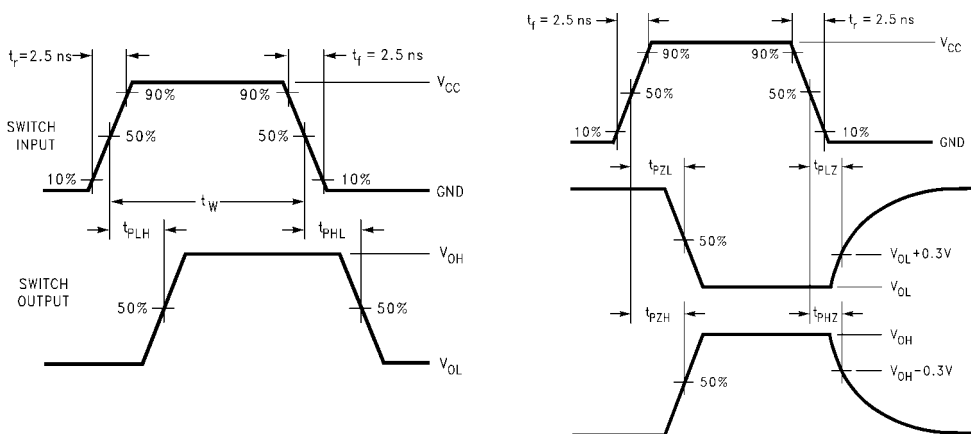 tr=2.5 ns
tf=2.5 ns
VCC
90%
90%
SWITCH
INPUT
50%
50%
10%
10%
GND
tW
tPLH
tPHL
VOH
SWITCH
OUTPUT
50%
50%
VOL
tf=2.5 ns
tr=2.5 ns
VCC
90%
90%
50%
50%
10%
10%
GND
tPZL
tPLZ
50%
VOL+0.3V
VOL
tPZH
tPHZ
VOH
VOH−0.3V
50%